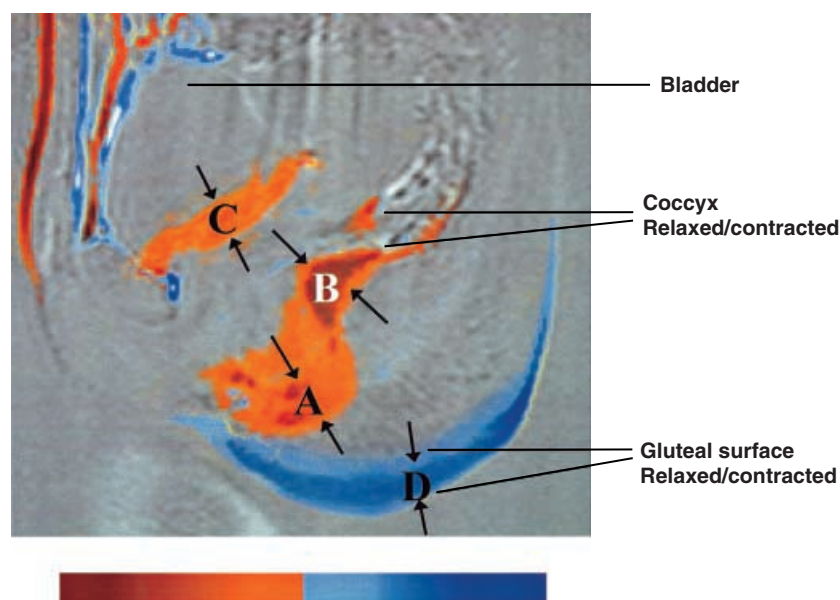 Bladder
C
Coccyx
Relaxed/contracted
B
A
Gluteal surface
Relaxed/contracted
D